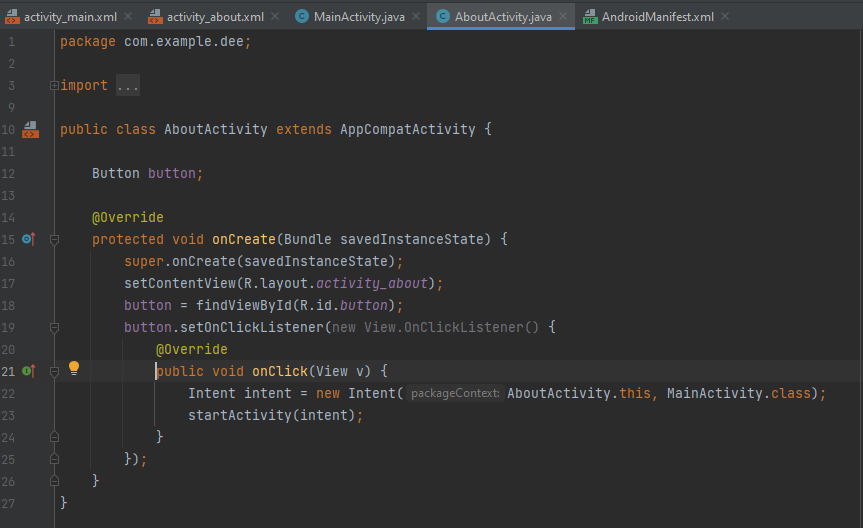 activity_main.xml activity_about.xml MainActivity.java AboutActivity.java AndroidManifest.xml
1 package com.example.dee;
2
3 import ...
9
10 public class AboutActivity extends AppCompatActivity {
11
12 Button button;
13
14 @Override
15 protected void onCreate(Bundle savedInstanceState) {
16 super.onCreate(savedInstanceState);
17 setContentView(R.layout.activity_about);
18 button = findViewById(R.id.button);
19 button.setOnClickListener(new View.OnClickListener() {
20 @Override
21 public void onClick(View v) {
22 Intent intent = new Intent( packageContext: AboutActivity.this, MainActivity.class);
23 startActivity(intent);
24 }
25 });
26 }
27 }